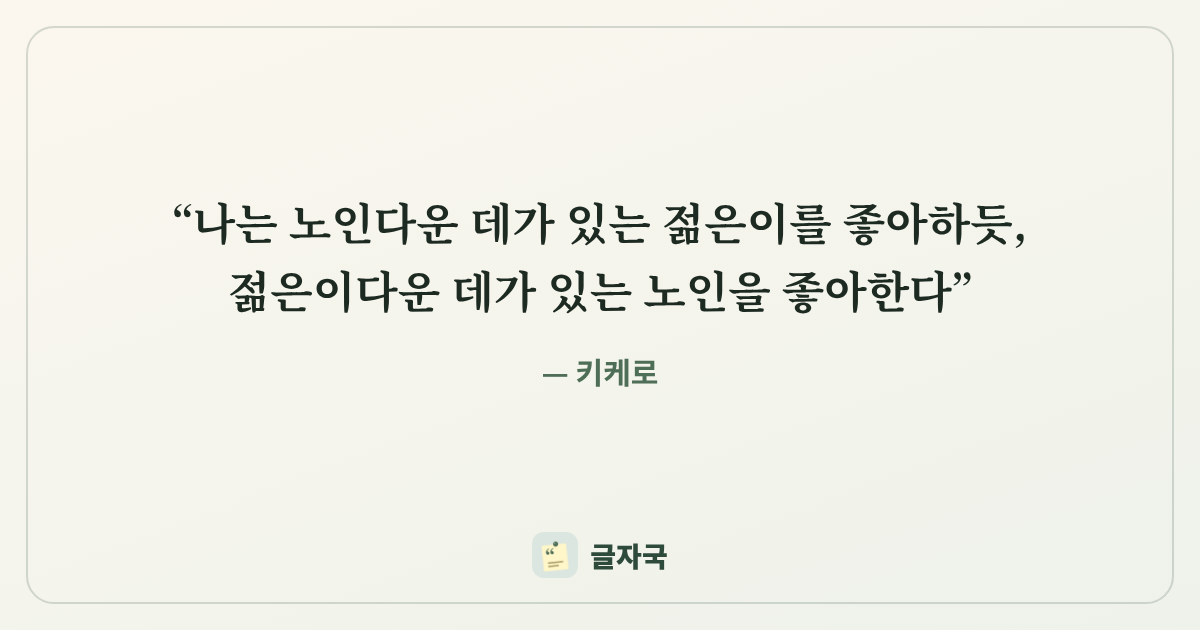 “나는 노인다운 데가 있는 젊은이를 좋아하듯,
젊은이다운 데가 있는 노인을 좋아한다”
— 키케로
글자국